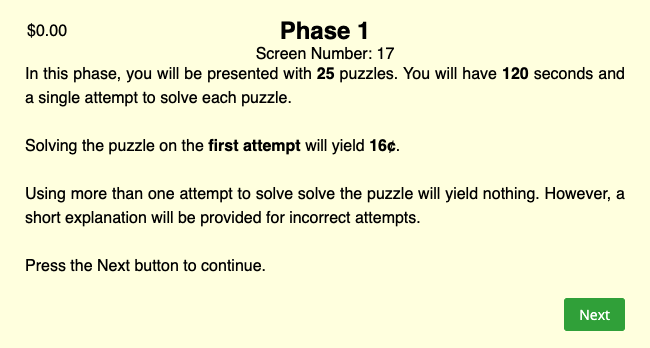 $0.00
Phase 1
Screen Number: 17
In this phase, you will be presented with 25 puzzles. You will have 120 seconds and
a single attempt to solve each puzzle.
Solving the puzzle on the first attempt will yield 16¢.
Using more than one attempt to solve solve the puzzle will yield nothing. However, a
short explanation will be provided for incorrect attempts.
Press the Next button to continue.
Next